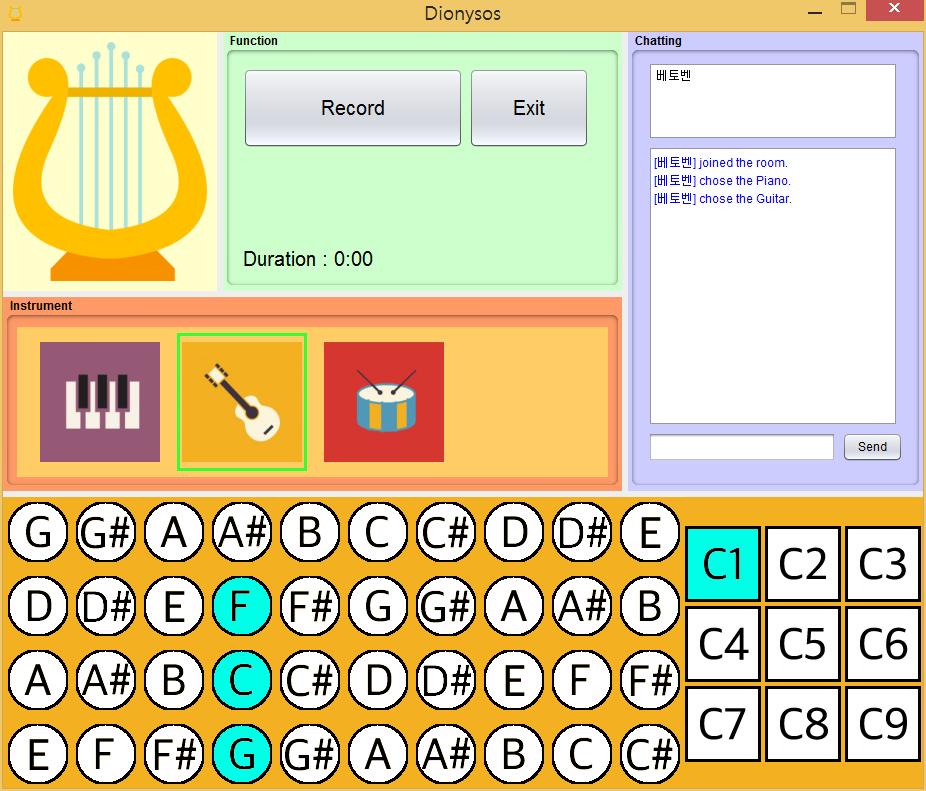 Dionysos
Function
Record
Exit
Duration : 0:00
Chatting
베토벤
[베토벤] joined the room.
[베토벤] chose the Piano.
[베토벤] chose the Guitar.
Send
Instrument
G G# A A# B C C# D D# E
D D# E F F# G G# A A# B
A A# B C C# D D# E F F#
E F F# G G# A A# B C C#
C1 C2 C3
C4 C5 C6
C7 C8 C9